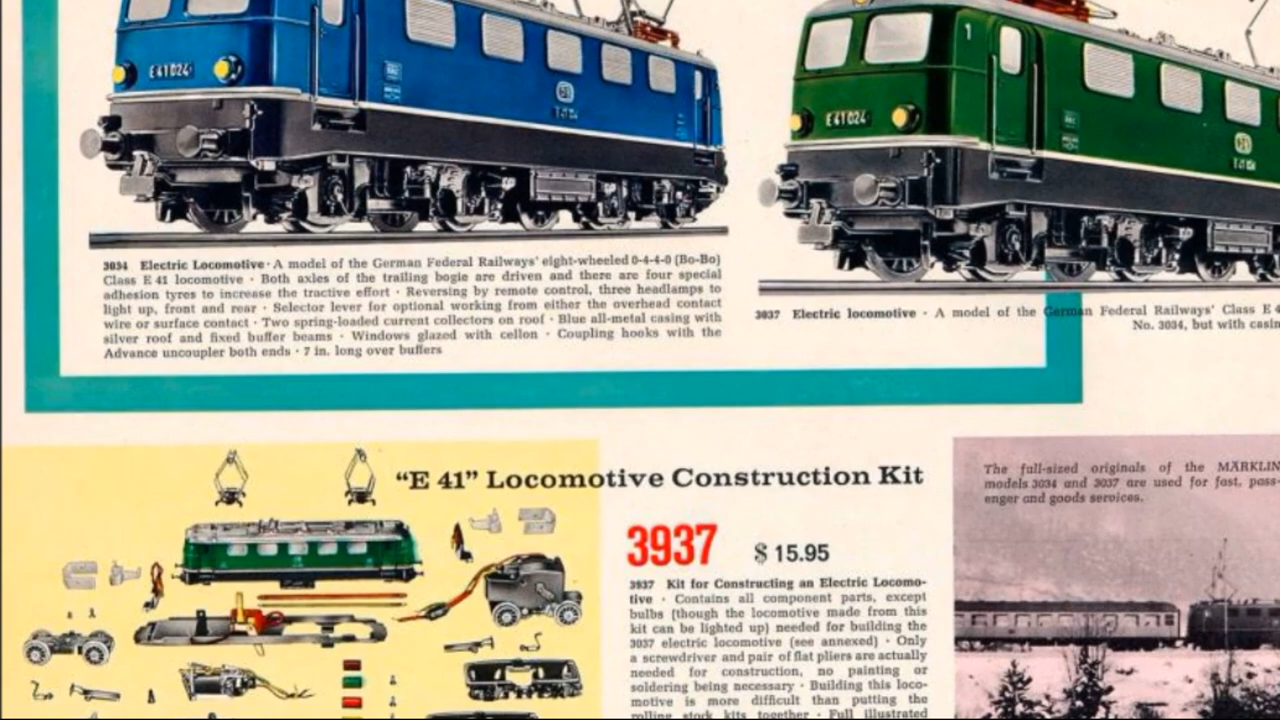 E 41 024
E 41 024
1
3034 Electric Locomotive · A model of the German Federal Railways' eight-wheeled 0-4-4-0 (Bo-Bo)
Class E 41 locomotive · Both axles of the trailing bogie are driven and there are four special
adhesion tyres to increase the tractive effort · Reversing by remote control, three headlamps to
light up, front and rear · Selector lever for optional working from either the overhead contact
wire or surface contact · Two spring-loaded current collectors on roof · Blue all-metal casing with
silver roof and fixed buffer beams · Windows glazed with cellon · Coupling hooks with the
Advance uncoupler both ends · 7 in. long over buffers
3037 Electric locomotive · A model of the German Federal Railways' Class E
No. 3034, but with
"E 41" Locomotive Construction Kit
3937 $ 15.95
3937 Kit for Constructing an Electric Locomo-
tive · Contains all component parts, except
bulbs [though the locomotive made from this
kit can be lighted up) needed for building the
3037 electric locomotive (see annexed) · Only
a screwdriver and pair of flat pliers are actually
needed for construction, no painting or
soldering being necessary · Building this loco-
motive is more difficult than putting the
rolling stock kits together · Full illustrated
The full-sized originals of the MÄRKLIN
models 3034 and 3037 are used for fast, pass-
enger and goods services.